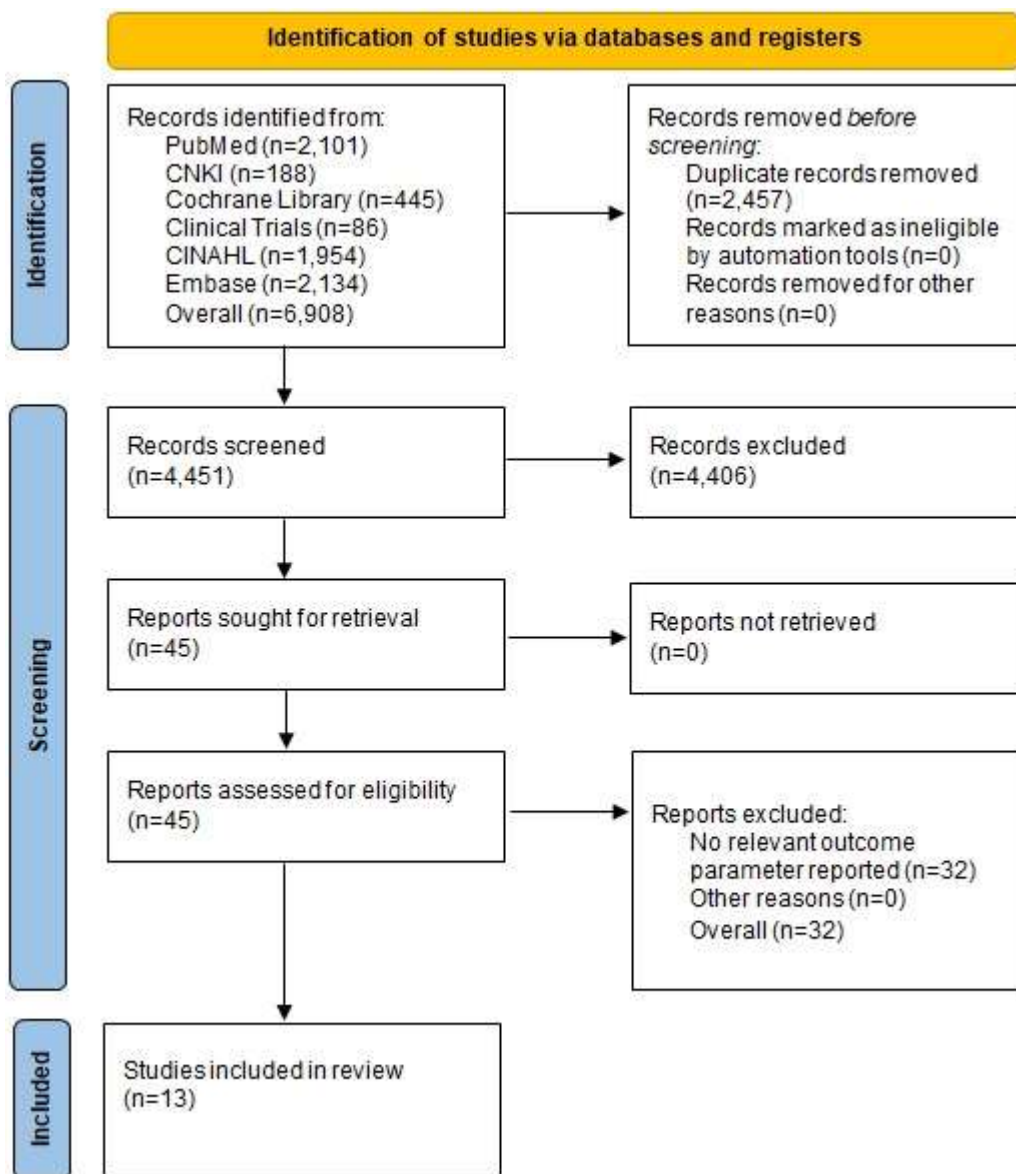 Identification of studies via databases and registers
Identification
Records identified from:
PubMed (n=2,101)
CNKI (n=188)
Cochrane Library (n=445)
Clinical Trials (n=86)
CINAHL (n=1,954)
Embase (n=2,134)
Overall (n=6,908)
Records removed before
screening:
Duplicate records removed
(n=2,457)
Records marked as ineligible
by automation tools (n=0)
Records removed for other
reasons (n=0)
Screening
Records screened
(n=4,451)
Records excluded
(n=4,406)
Reports sought for retrieval
(n=45)
Reports not retrieved
(n=0)
Reports assessed for eligibility
(n=45)
Reports excluded:
No relevant outcome
parameter reported (n=32)
Other reasons (n=0)
Overall (n=32)
Included
Studies included in review
(n=13)